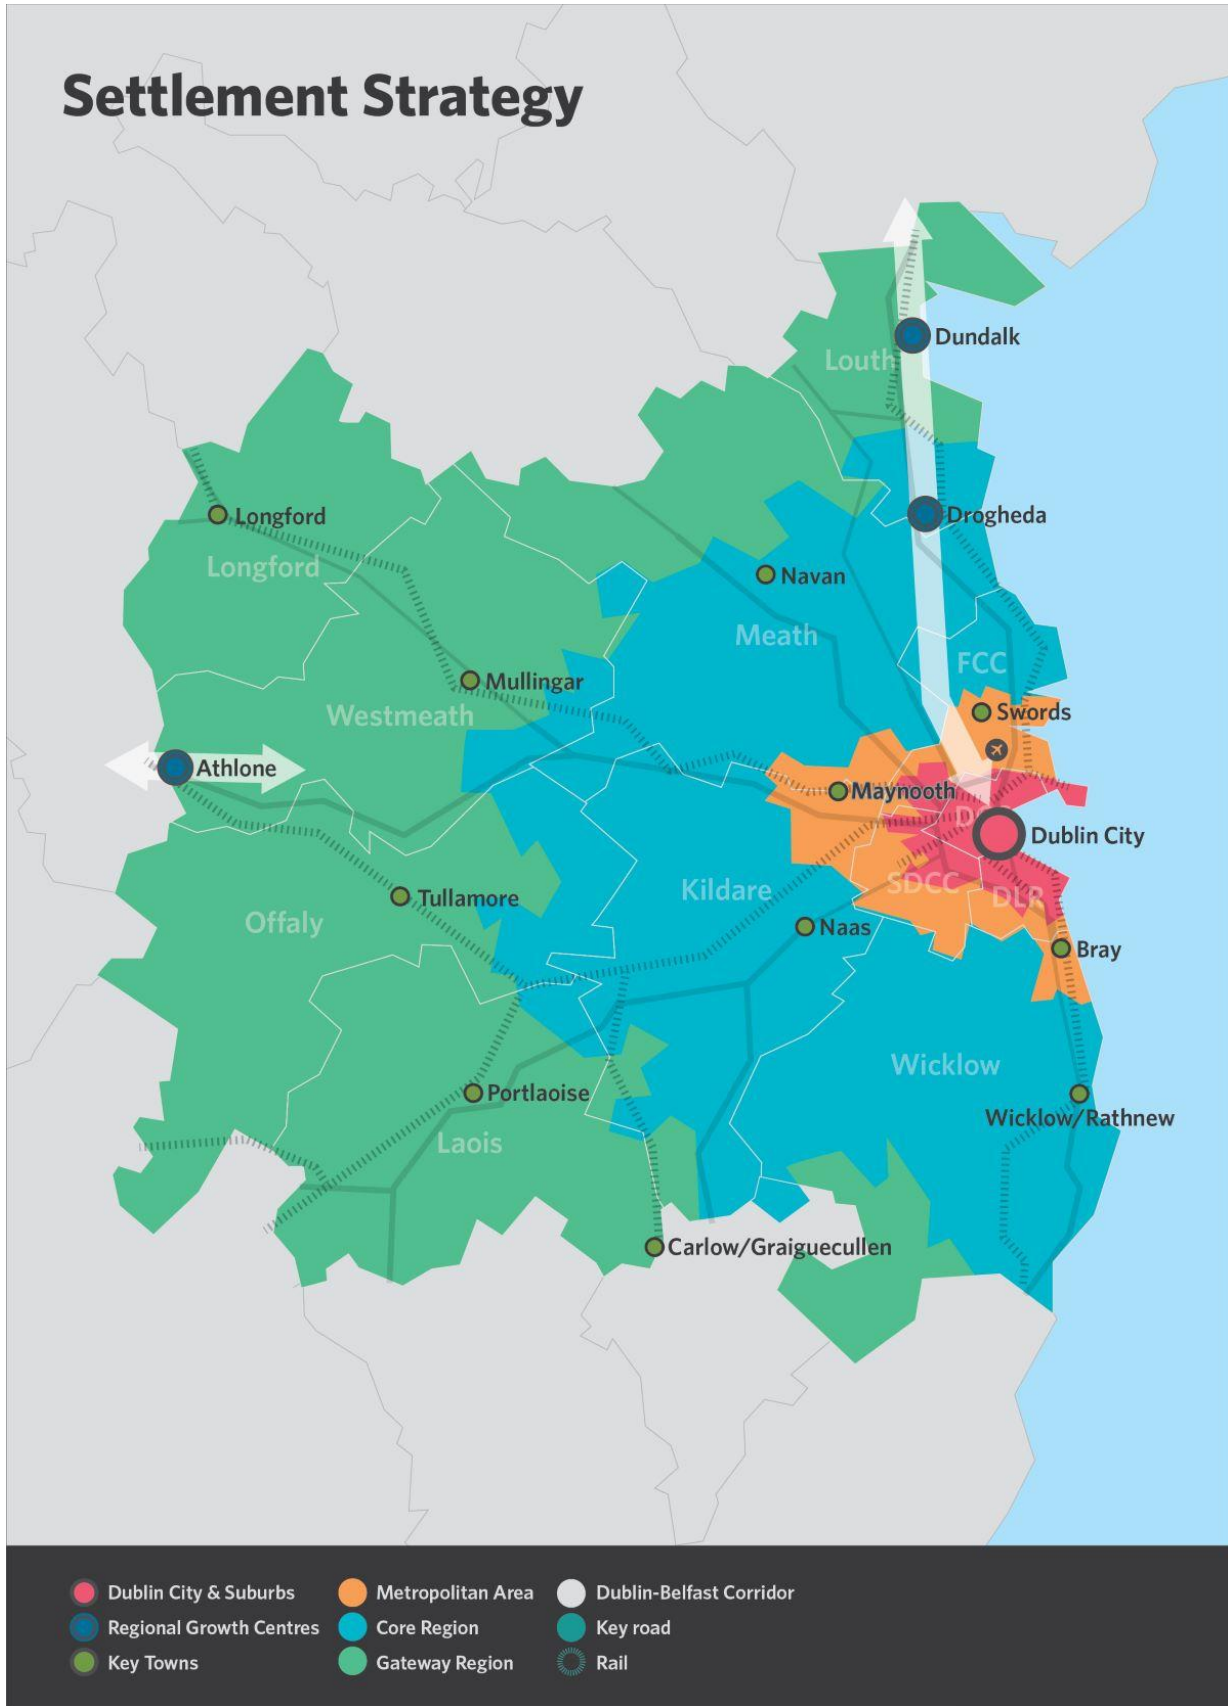 Settlement Strategy
Dundalk
Louth
Longford
Drogheda
Longford
Navan
Meath
FCC
Mullingar
Westmeath
Swords
Athlone
Maynooth
Dublin City
Kildare
SDCC
DLR
Tullamore
Offaly
Naas
Bray
Wicklow
Portlaoise
Wicklow/Rathnew
Laois
Carlow/Graiguecullen
Dublin City & Suburbs
Metropolitan Area
Dublin-Belfast Corridor
Regional Growth Centres
Core Region
Key road
Key Towns
Gateway Region
Rail